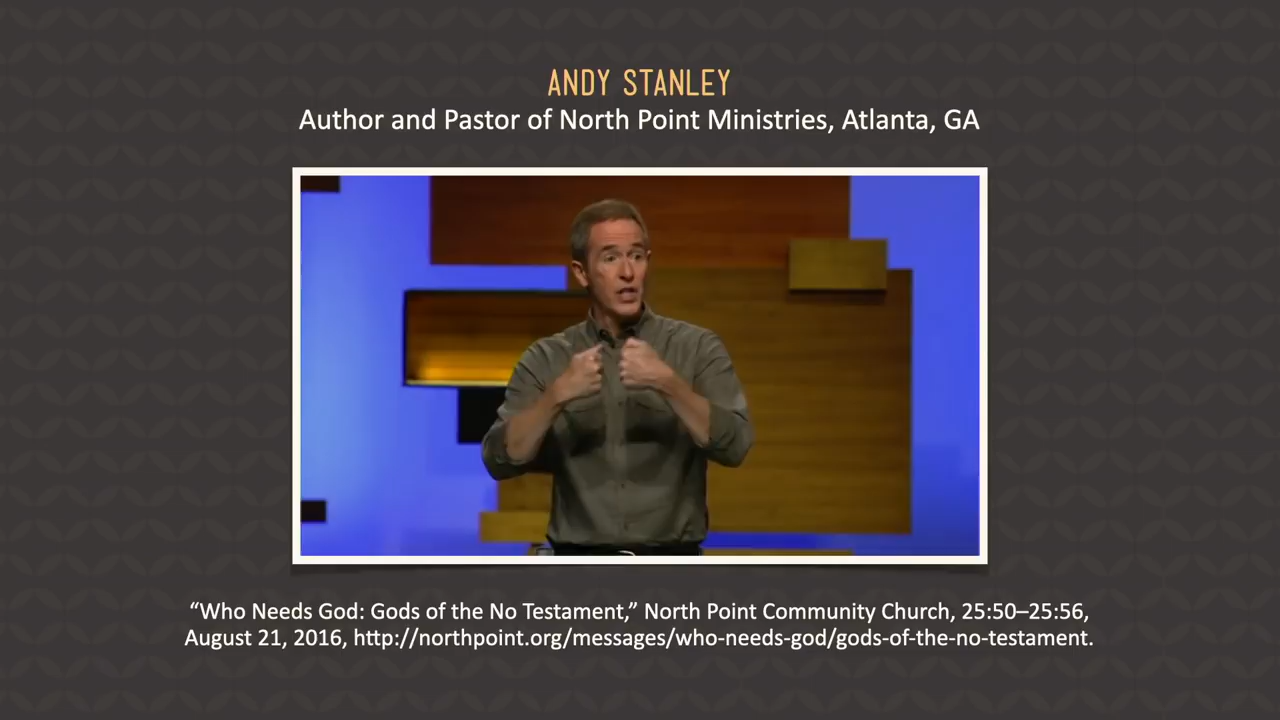 ANDY STANLEY
Author and Pastor of North Point Ministries, Atlanta, GA
“Who Needs God: Gods of the No Testament,” North Point Community Church, 25:50–25:56,
August 21, 2016, http://northpoint.org/messages/who-needs-god/gods-of-the-no-testament.